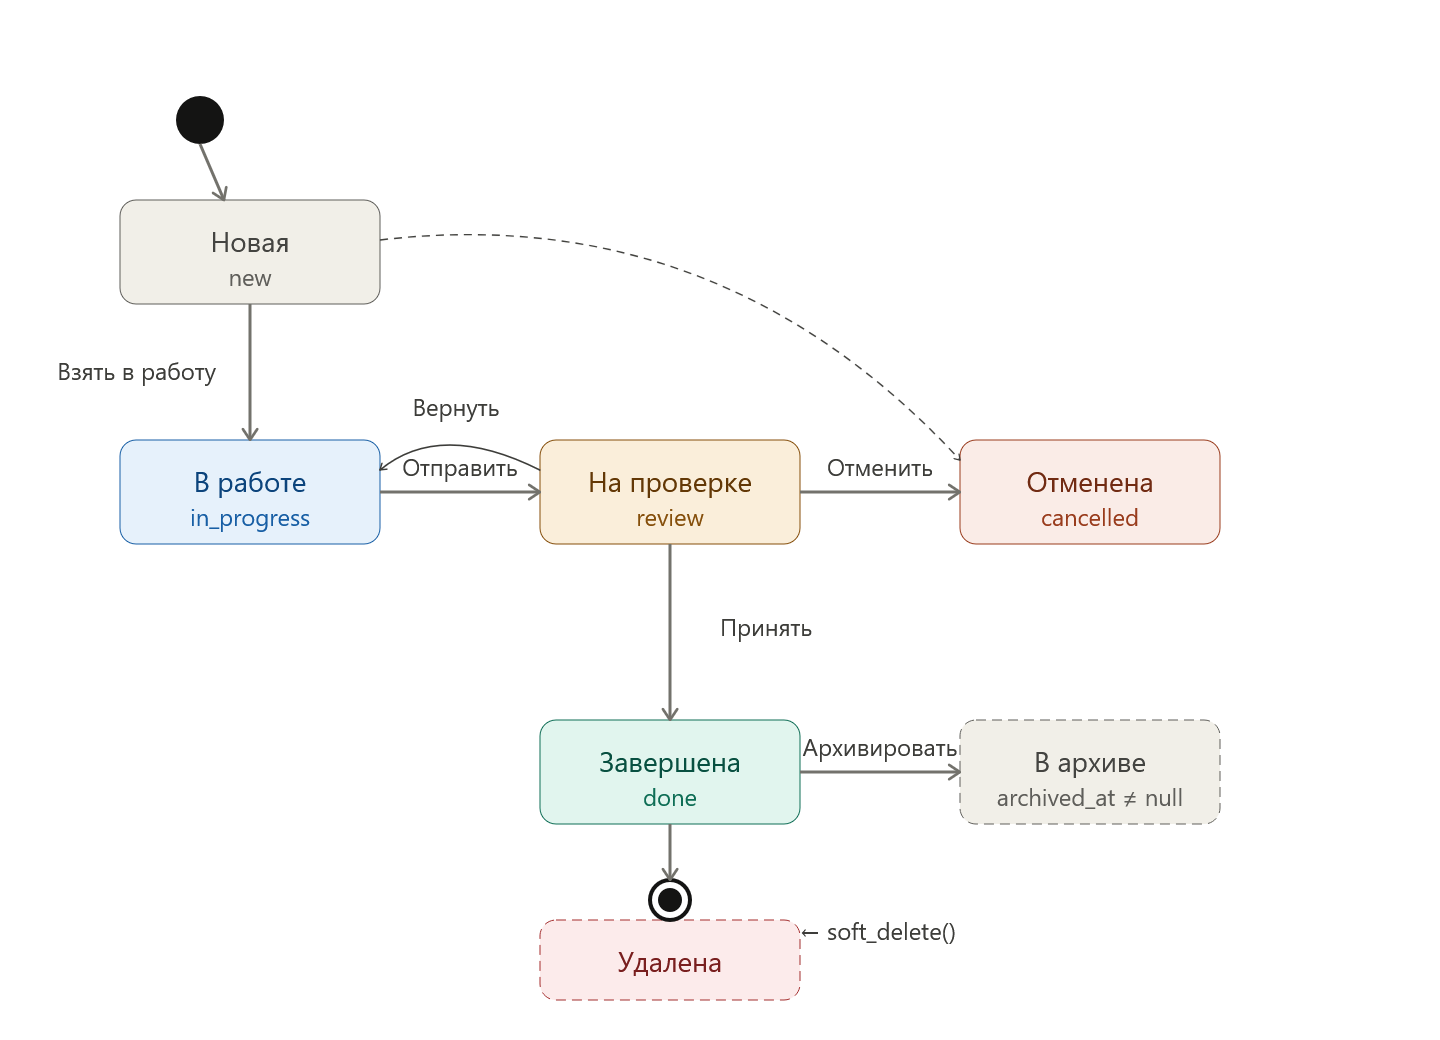 Новая
new
Взять в работу
Вернуть
Отправить
Отменить
В работе
in_progress
На проверке
review
Отменена
cancelled
Принять
Архивировать
Завершена
done
В архиве
archived_at ≠ null
← soft_delete()
Удалена